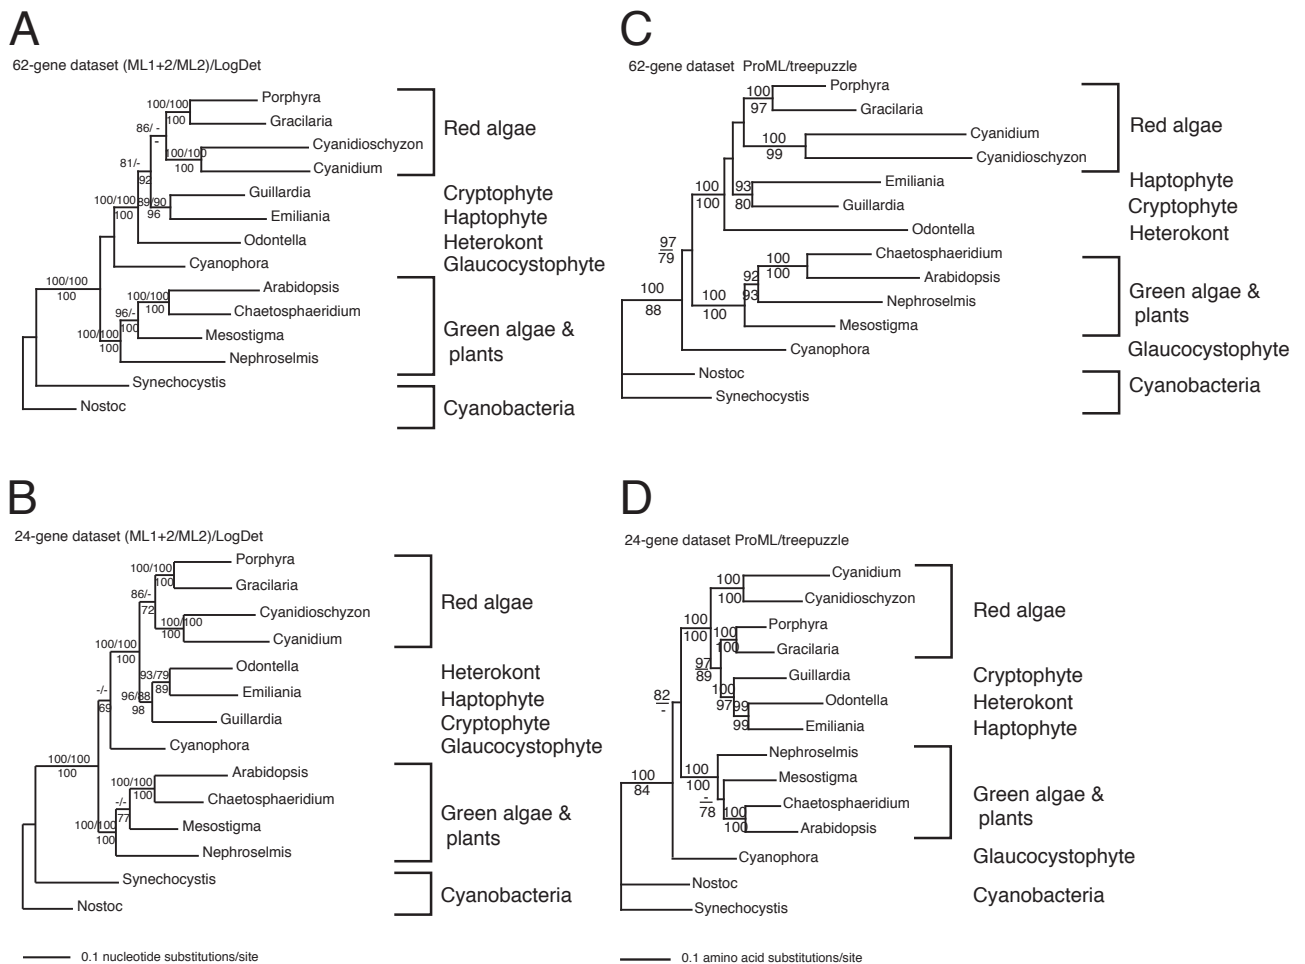 A
62-gene dataset (ML1+2/ML2)/LogDet
100/100
Porphyra
100
Gracilaria
86/ -
-
Cyanidioschyzon
100/100
100
Cyanidium
Red algae
81/-
92
Guillardia
89/90
96
Emiliania
100/100
100
Odontella
Cyanophora
Cryptophyte
Haptophyte
Heterokont
Glaucocystophyte
100/100
100
Arabidopsis
100/100
100
Chaetosphaeridium
96/-
100
Mesostigma
100/100
100
Nephroselmis
Green algae &
plants
Synechocystis
Nostoc
Cyanobacteria
C
62-gene dataset ProML/treepuzzle
Porphyra
100
97
Gracilaria
Cyanidium
100
99
Cyanidioschyzon
Red algae
Emiliania
93
80
Guillardia
100
100
Odontella
Haptophyte
Cryptophyte
Heterokont
97
79
Chaetosphaeridium
100
100
Arabidopsis
92
93
Nephroselmis
100
100
Mesostigma
Green algae &
plants
100
88
Cyanophora
Glaucocystophyte
Nostoc
Synechocystis
Cyanobacteria
B
24-gene dataset (ML1+2/ML2)/LogDet
Porphyra
100/100
100
Gracilaria
86/-
72
Cyanidioschyzon
100/100
100
Cyanidium
Red algae
100/100
100
Odontella
93/79
89
Emiliania
96/88
98
Guillardia
-/-
69
Cyanophora
Heterokont
Haptophyte
Cryptophyte
Glaucocystophyte
100/100
100
Arabidopsis
100/100
100
Chaetosphaeridium
-/-
77
Mesostigma
100/100
100
Nephroselmis
Green algae &
plants
Synechocystis
Nostoc
Cyanobacteria
0.1 nucleotide substitutions/site
D
24-gene dataset ProML/treepuzzle
Cyanidium
100
100
Cyanidioschyzon
100
100
Porphyra
100
100
Gracilaria
Red algae
97
89
Guillardia
100
97
Odontella
99
99
Emiliania
Cryptophyte
Heterokont
Haptophyte
82
-
Nephroselmis
100
100
Mesostigma
-
78
Chaetosphaeridium
100
100
Arabidopsis
Green algae &
plants
100
84
Cyanophora
Glaucocystophyte
Nostoc
Synechocystis
Cyanobacteria
0.1 amino acid substitutions/site